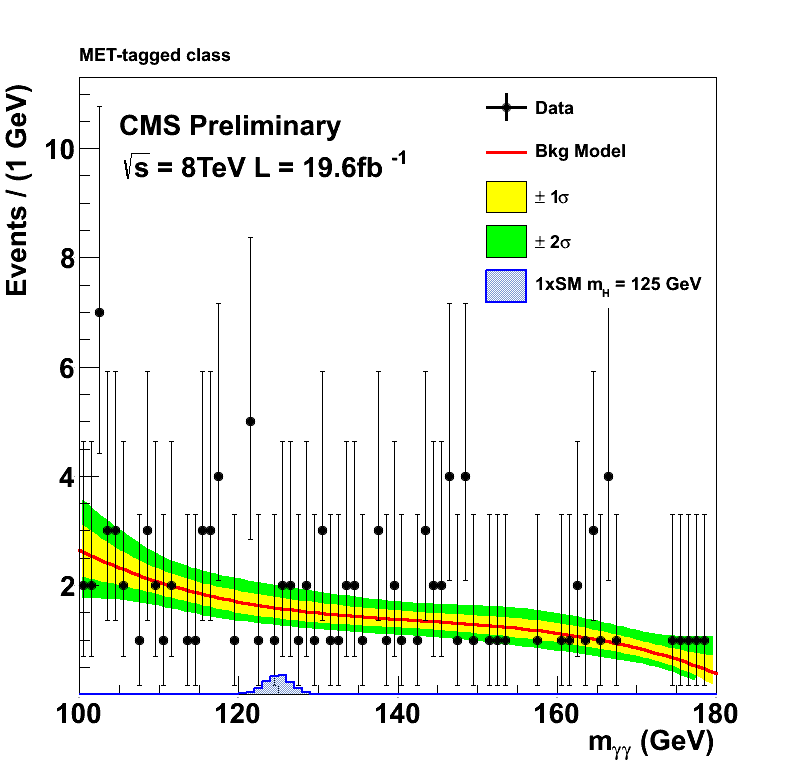 MET-tagged class
CMS Preliminary
√s = 8TeV L = 19.6fb -1
Data
Bkg Model
± 1σ
± 2σ
1xSM mH = 125 GeV
Events / (1 GeV)
10
8
6
4
2
100 120 140 160 180
mγγ (GeV)